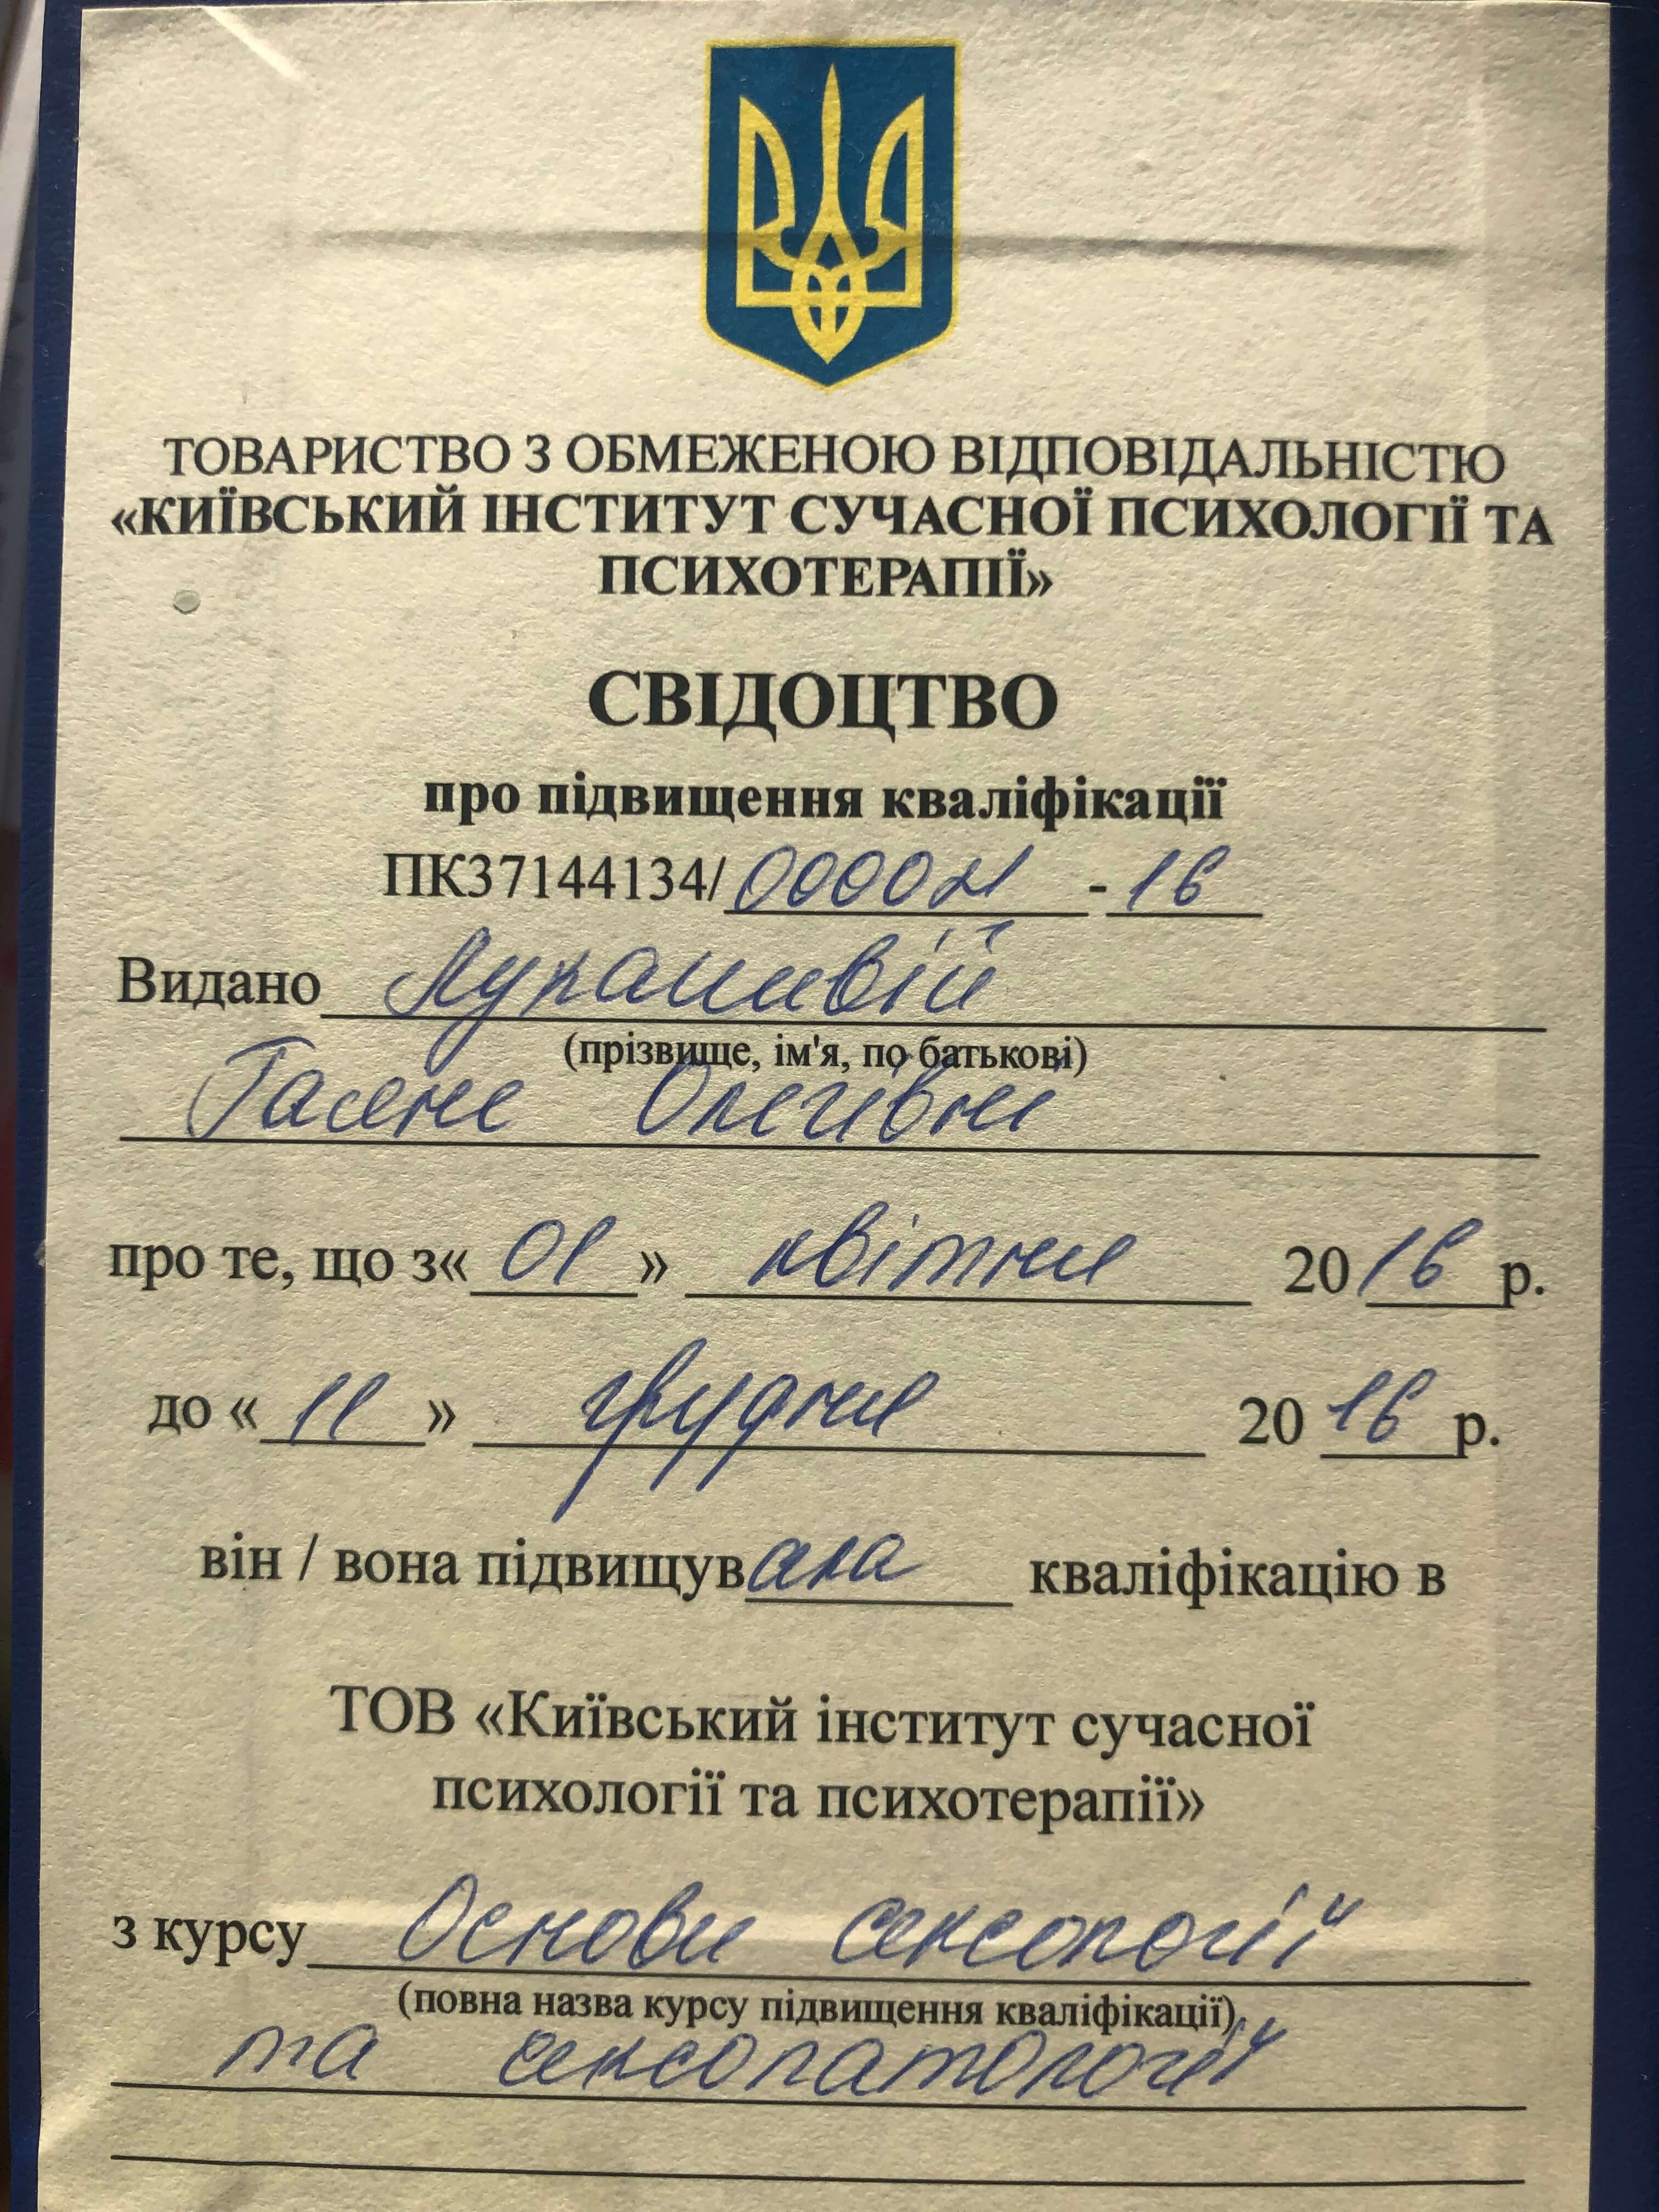 ТОВАРИСТВО З ОБМЕЖЕНОЮ ВІДПОВІДАЛЬНІСТЮ
«КИЇВСЬКИЙ ІНСТИТУТ СУЧАСНОЇ ПСИХОЛОГІЇ ТА
ПСИХОТЕРАПІЇ»
СВІДОЦТВО
про підвищення кваліфікації
ПК37144134/ - 16
Видано
(прізвище, ім'я, по батькові)
Олегівні
про те, що з« 01 » квітня 2016 р.
до « 11 » грудня 2016 р.
він / вона підвищувала кваліфікацію в
ТОВ «Київський інститут сучасної
психології та психотерапії»
з курсу Основи сексології
(повна назва курсу підвищення кваліфікації)
та сексопатології